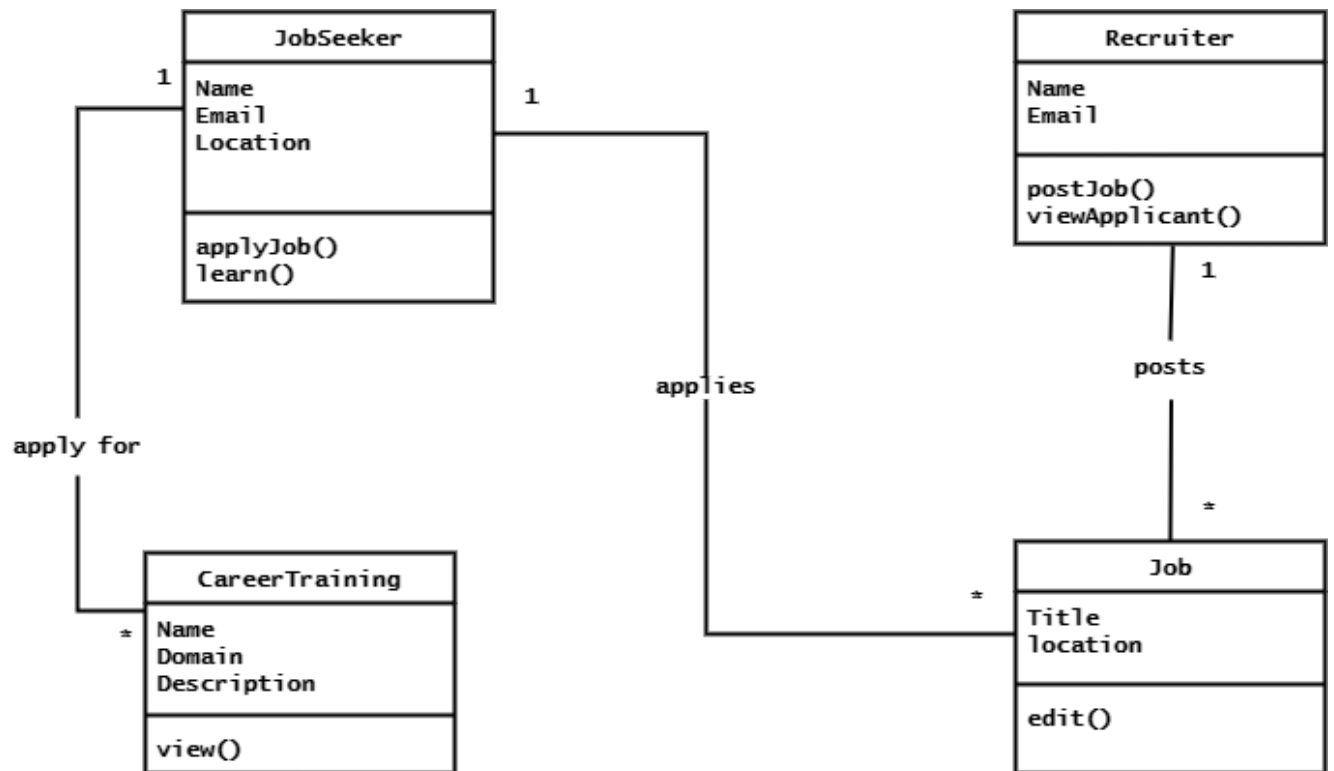 JobSeeker
1
Name
Email
Location
applyJob()
learn()
1
Recruiter
Name
Email
postJob()
viewApplicant()
1
posts
applies
apply for
*
CareerTraining
*
Name
Domain
Description
view()
*
Job
Title
location
edit()